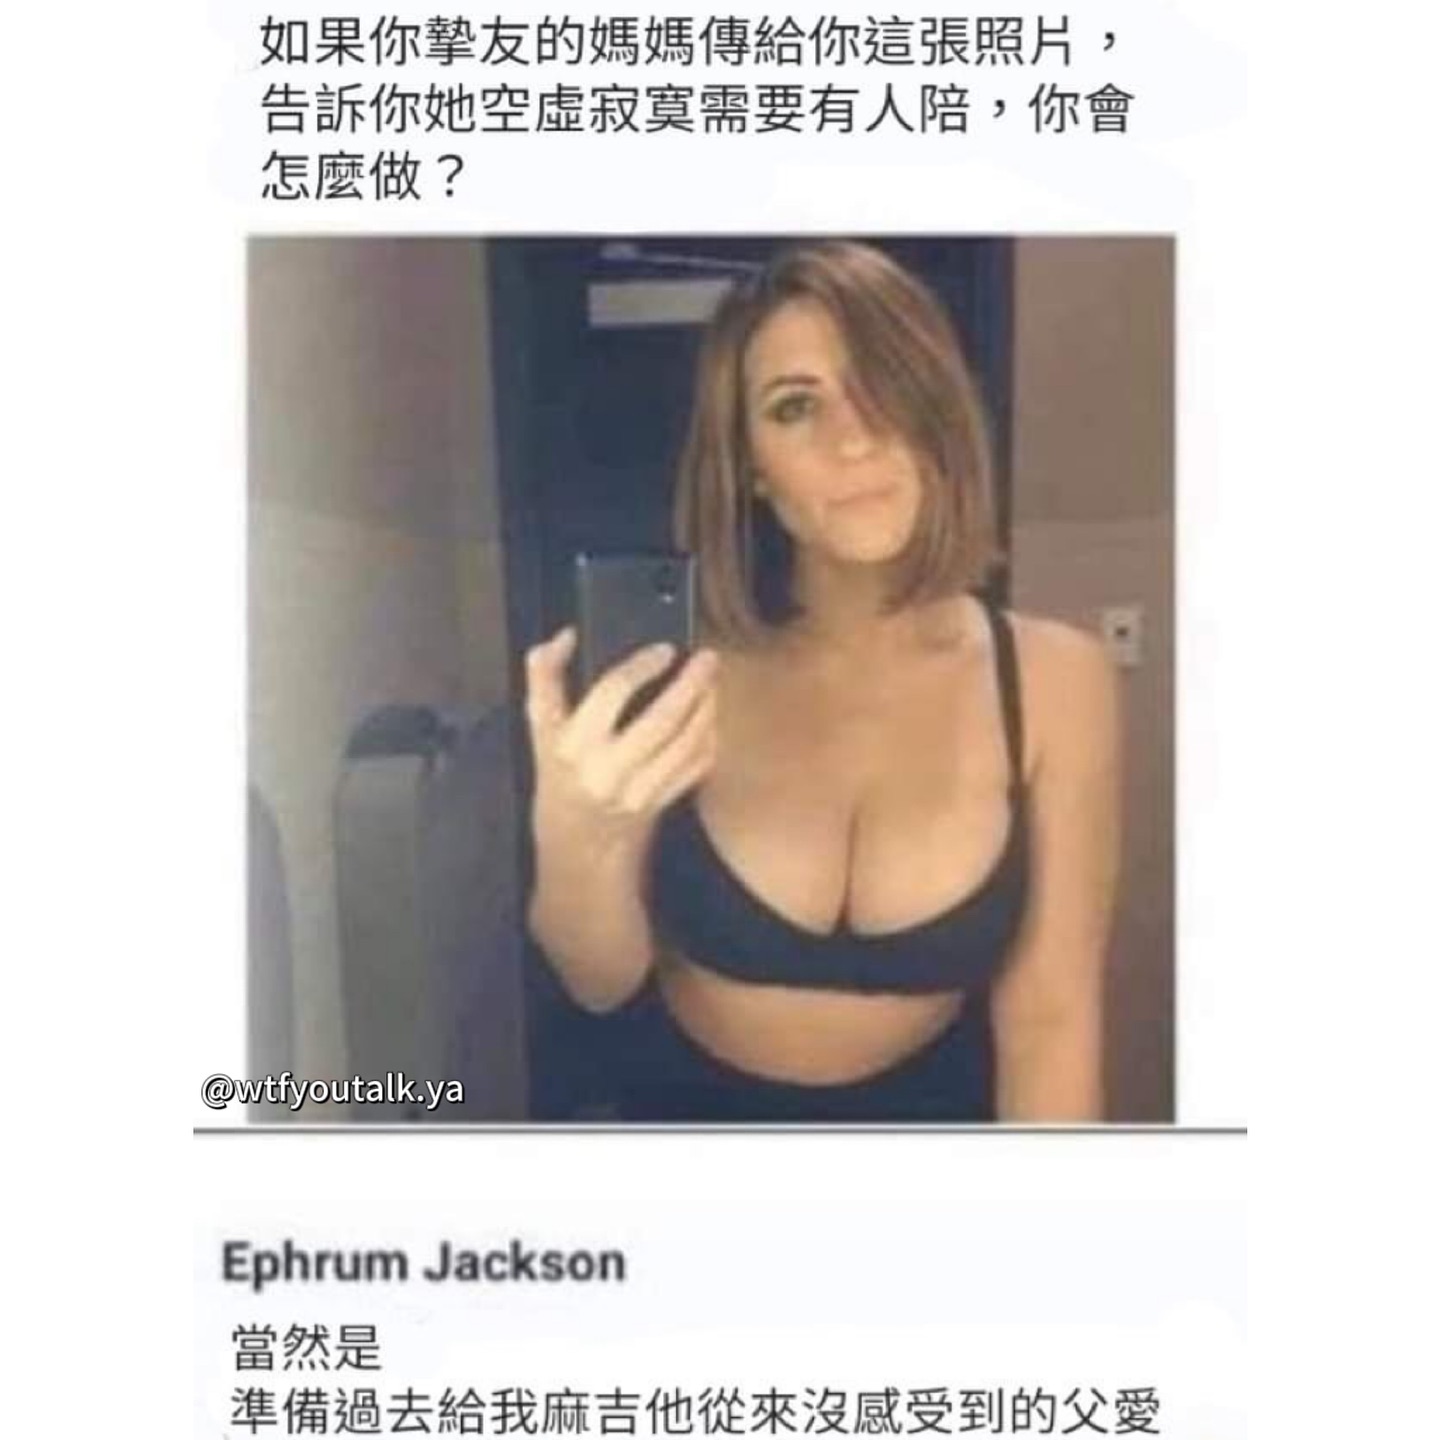 如果你摯友的媽媽傳給你這張照片，
告訴你她空虛寂寞需要有人陪，你會
怎麼做？
@wtfyoutalk.ya
Ephrum Jackson
當然是
準備過去給我麻吉他從來沒感受到的父愛